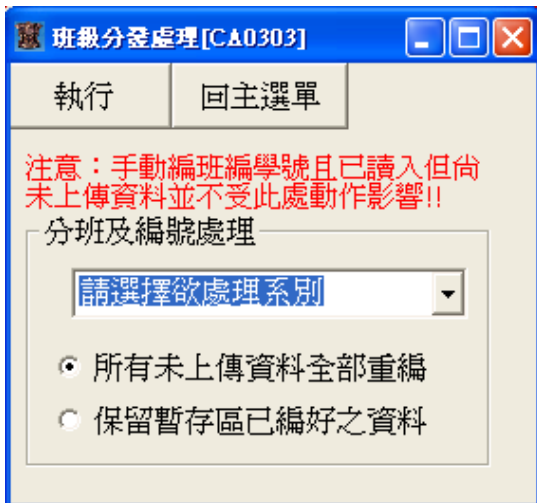 班級分發處理[CA0303]
執行 回主選單
注意：手動編班編學號且已讀入但尚
未上傳資料並不受此處動作影響!!
分班及編號處理
請選擇欲處理系別
所有未上傳資料全部重編
保留暫存區已編好之資料